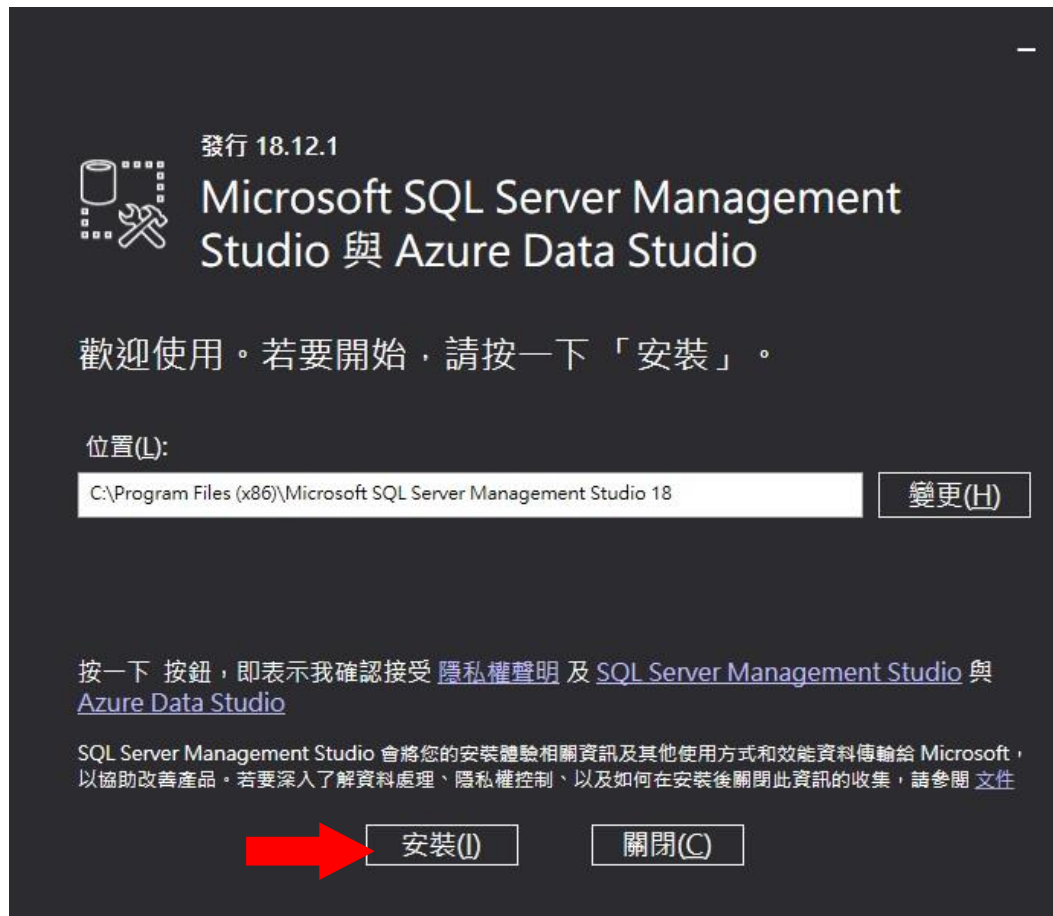 發行 18.12.1
Microsoft SQL Server Management
Studio 與 Azure Data Studio
歡迎使用。若要開始，請按一下「安裝」。
位置(L):
C:\Program Files (x86)\Microsoft SQL Server Management Studio 18
變更(H)
按一下 按鈕，即表示我確認接受 隱私權聲明 及 SQL Server Management Studio 與
Azure Data Studio
SQL Server Management Studio 會將您的安裝體驗相關資訊及其他使用方式和效能資料傳輸給 Microsoft，
以協助改善產品。若要深入了解資料處理、隱私權控制、以及如何在安裝後關閉此資訊的收集，請參閱 文件
安裝(I)
關閉(C)